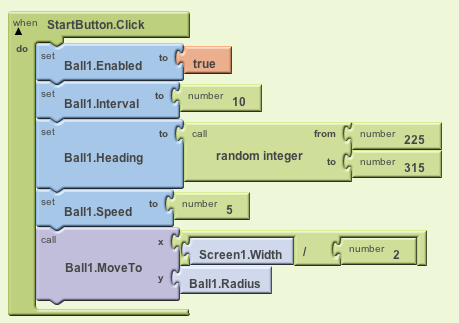 when StartButton.Click
do
set Ball1.Enabled to true
set Ball1.Interval to number 10
set Ball1.Heading to call random integer from number 225
to number 315
set Ball1.Speed to number 5
call Ball1.MoveTo x Screen1.Width / number 2
y Ball1.Radius